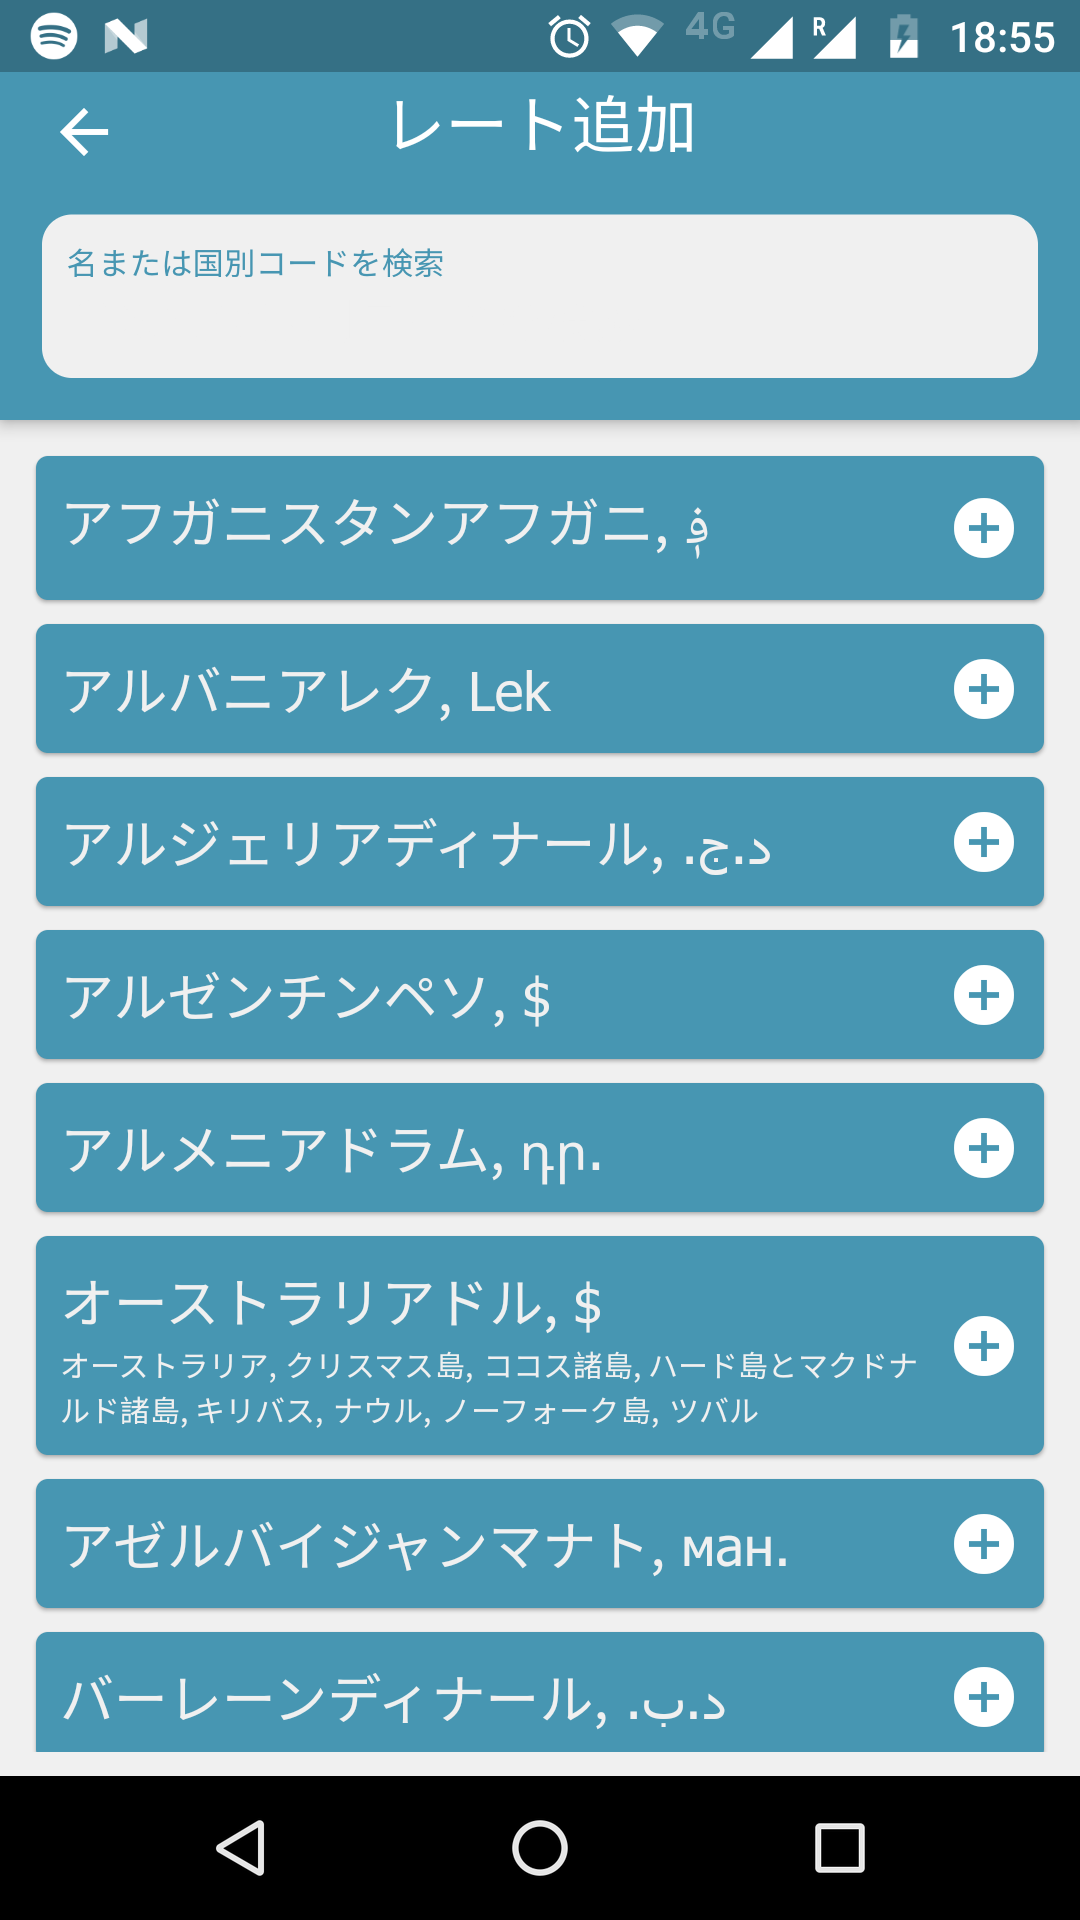 4G R 18:55
レート追加
名または国別コードを検索
アフガニスタンアフガニ, ؋
アルバニアレク, Lek
アルジェリアディナール, د.ج.
アルゼンチンペソ, $
アルメニアドラム, դր.
オーストラリアドル, $
オーストラリア, クリスマス島, ココス諸島, ハード島とマクドナ
ルド諸島, キリバス, ナウル, ノーフォーク島, ツバル
アゼルバイジャンマナト, ман.
バーレーンディナール, د.ب.